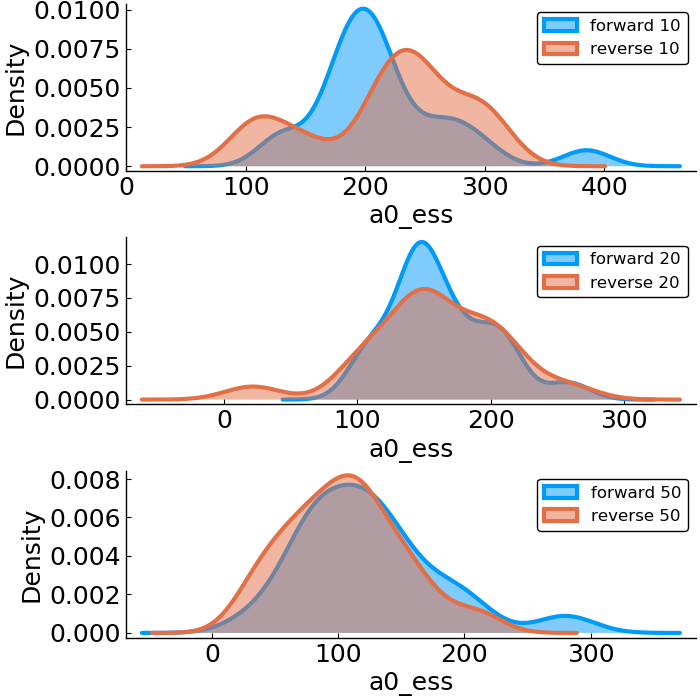 Density
0.0100
0.0075
0.0050
0.0025
0.0000
0 100 200 300 400
a0_ess
forward 10
reverse 10
Density
0.0100
0.0075
0.0050
0.0025
0.0000
0 100 200 300
a0_ess
forward 20
reverse 20
Density
0.008
0.006
0.004
0.002
0.000
0 100 200 300
a0_ess
forward 50
reverse 50